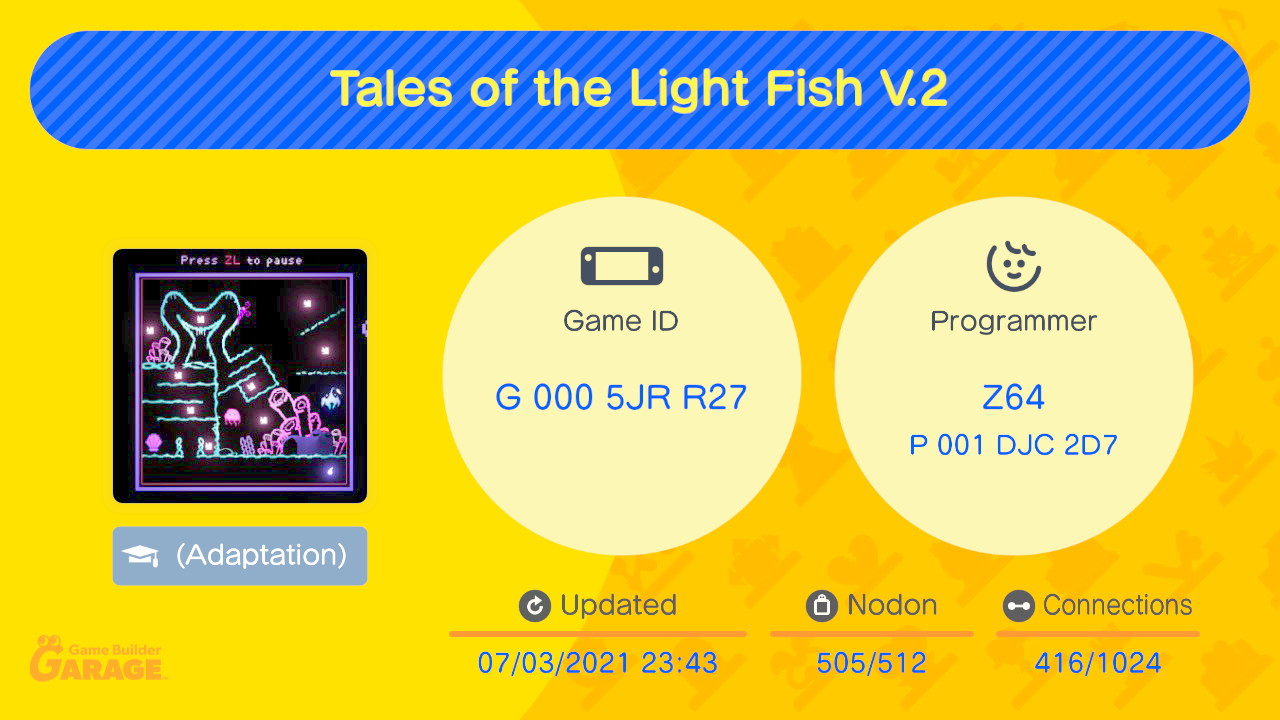 Tales of the Light Fish V.2
Press ZL to pause
(Adaptation)
Game ID
G 000 5JR R27
Programmer
Z64
P 001 DJC 2D7
Updated
07/03/2021 23:43
Nodon
505/512
Connections
416/1024
Game Builder
GARAGE